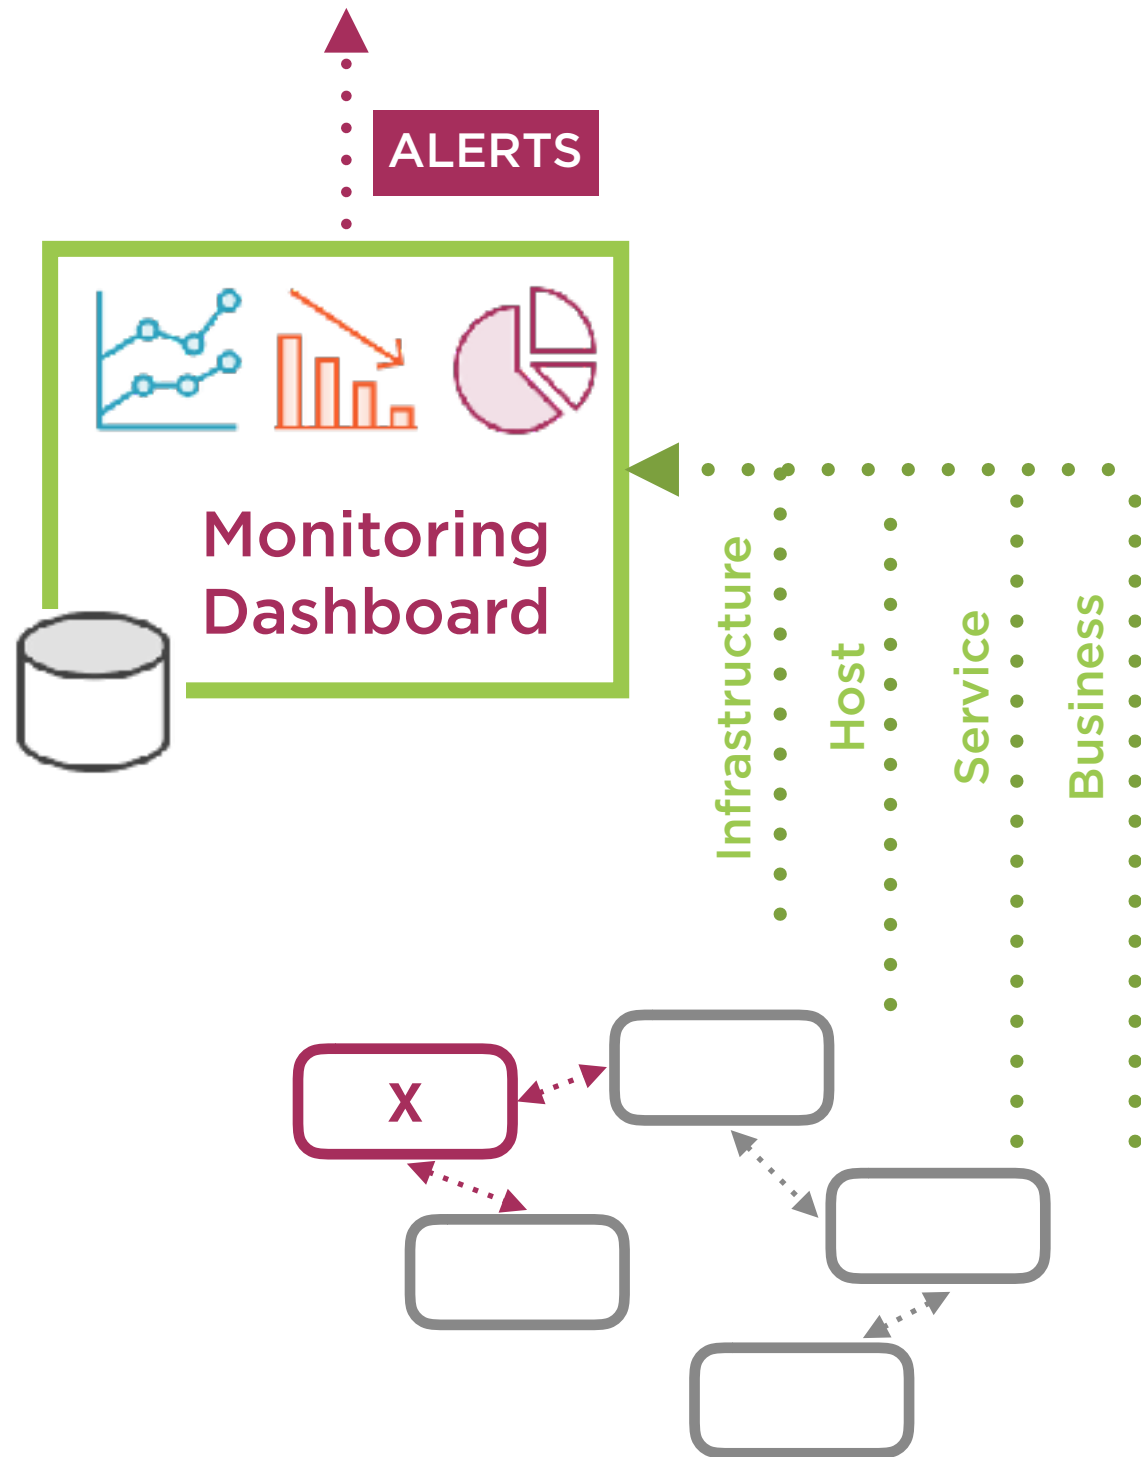 ALERTS
Monitoring
Dashboard
Infrastructure
Host
Service
Business
X